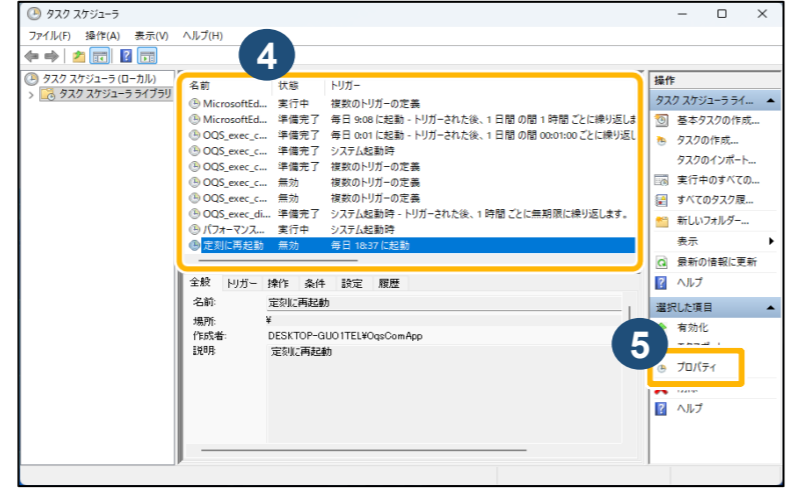 タスク スケジューラ
ファイル(F) 操作(A) 表示(V) ヘルプ(H)
4
タスク スケジューラ (ローカル)
タスク スケジューラ ライブラリ
名前 状態 トリガー
MicrosoftEd... 実行中 複数のトリガーの定義
MicrosoftEd... 準備完了 毎日 9:08 に起動 - トリガーされた後、1 日間 の間 1 時間 ごとに繰り返しま
OQS_exec_c... 準備完了 毎日 0:01 に起動 - トリガーされた後、1 日間 の間 00:01:00 ごとに繰り返し
OQS_exec_c... 準備完了 システム起動時
OQS_exec_c... 準備完了 複数のトリガーの定義
OQS_exec_c... 無効 複数のトリガーの定義
OQS_exec_c... 無効 複数のトリガーの定義
OQS_exec_di... 準備完了 システム起動時 - トリガーされた後、1 時間 ごとに無期限に繰り返します。
パフォーマンス... 実行中 システム起動時
定刻に再起動 無効 毎日 18:37 に起動
全般 トリガー 操作 条件 設定 履歴
名前: 定刻に再起動
場所: ¥
作成者: DESKTOP-GUO1TEL¥OqsComApp
説明: 定刻に再起動
操作
タスク スケジューラ ライ...
基本タスクの作成...
タスクの作成...
タスクのインポート...
実行中のすべての...
すべてのタスク履...
新しいフォルダー...
表示
最新の情報に更新
ヘルプ
選択した項目
有効化
5
プロパティ
ヘルプ